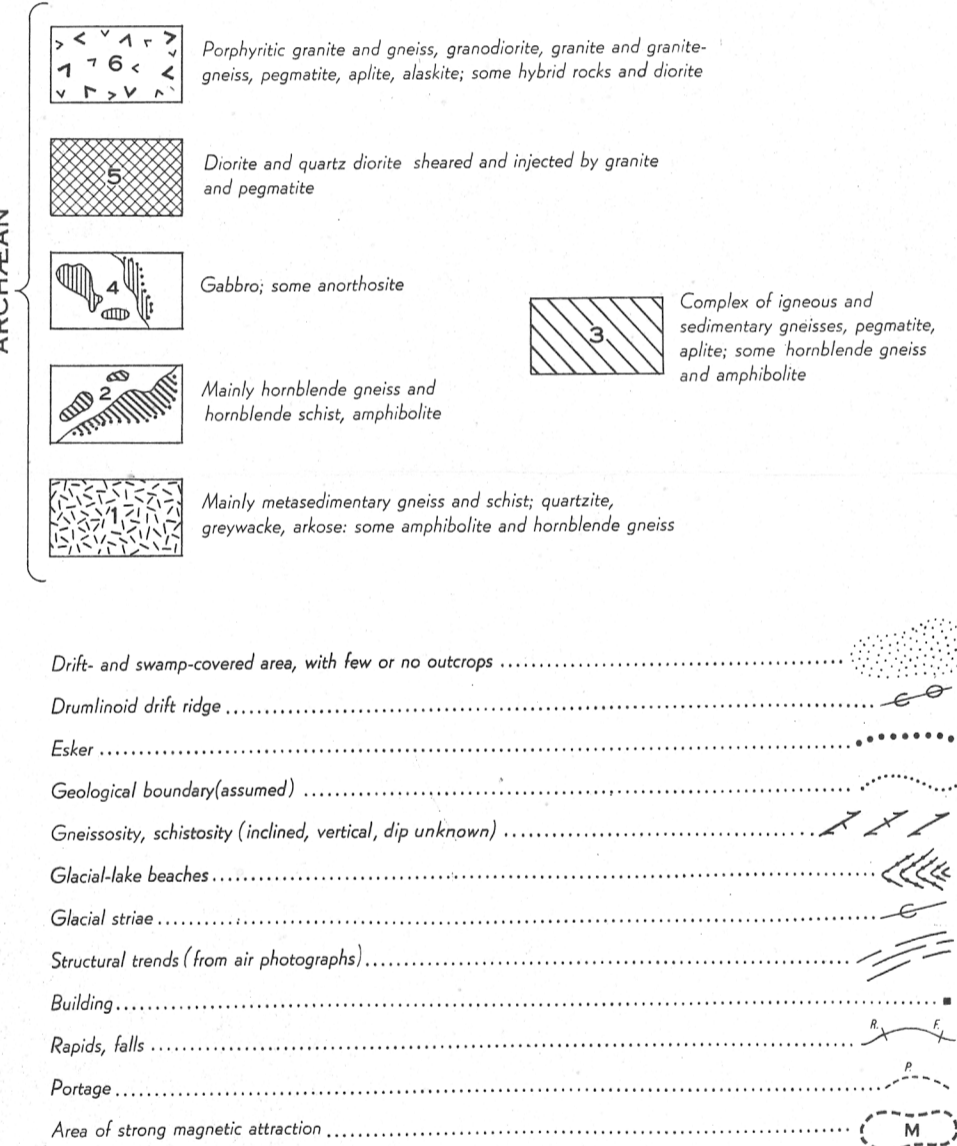 ARCHÆAN
6
Porphyritic granite and gneiss, granodiorite, granite and granite-
gneiss, pegmatite, aplite, alaskite; some hybrid rocks and diorite
5
Diorite and quartz diorite sheared and injected by granite
and pegmatite
4
Gabbro; some anorthosite
3
Complex of igneous and
sedimentary gneisses, pegmatite,
aplite; some hornblende gneiss
and amphibolite
2
Mainly hornblende gneiss and
hornblende schist, amphibolite
1
Mainly metasedimentary gneiss and schist; quartzite,
greywacke, arkose: some amphibolite and hornblende gneiss
Drift- and swamp-covered area, with few or no outcrops
Drumlinoid drift ridge
Esker
Geological boundary(assumed)
Gneissosity, schistosity (inclined, vertical, dip unknown)
Glacial-lake beaches
Glacial striae
Structural trends (from air photographs)
Building
Rapids, falls R. F.
Portage P.
Area of strong magnetic attraction M